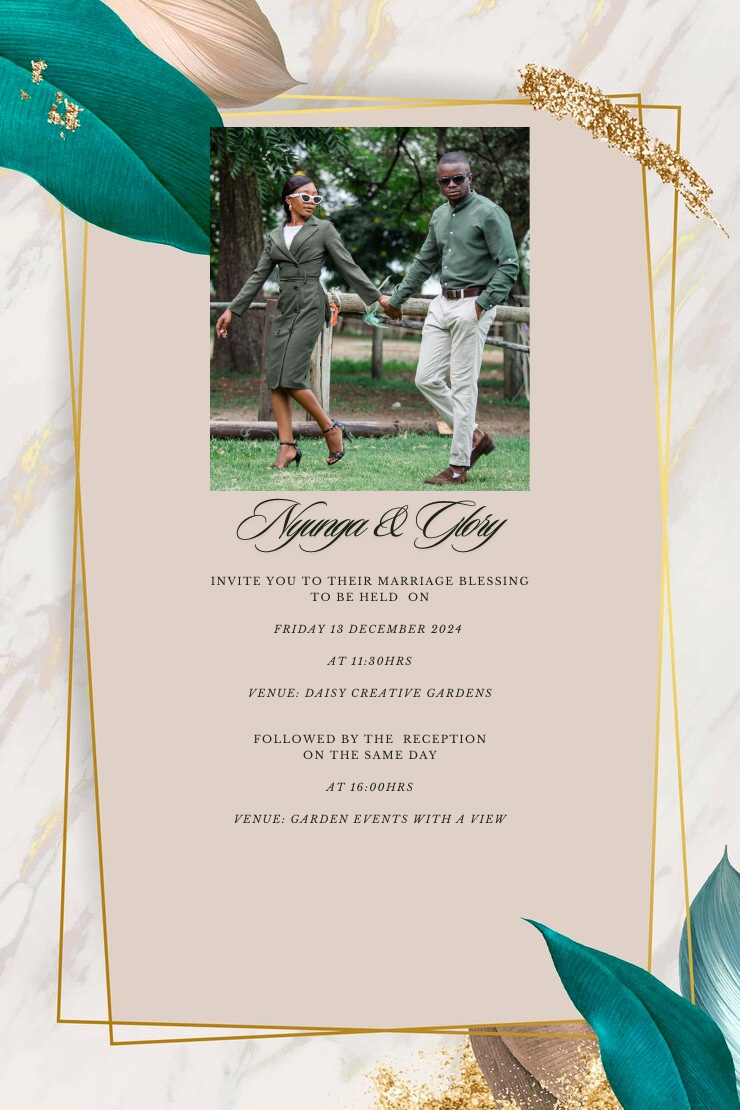 Nyunga & Glory
INVITE YOU TO THEIR MARRIAGE BLESSING
TO BE HELD ON
FRIDAY 13 DECEMBER 2024
AT 11:30HRS
VENUE: DAISY CREATIVE GARDENS
FOLLOWED BY THE RECEPTION
ON THE SAME DAY
AT 16:00HRS
VENUE: GARDEN EVENTS WITH A VIEW